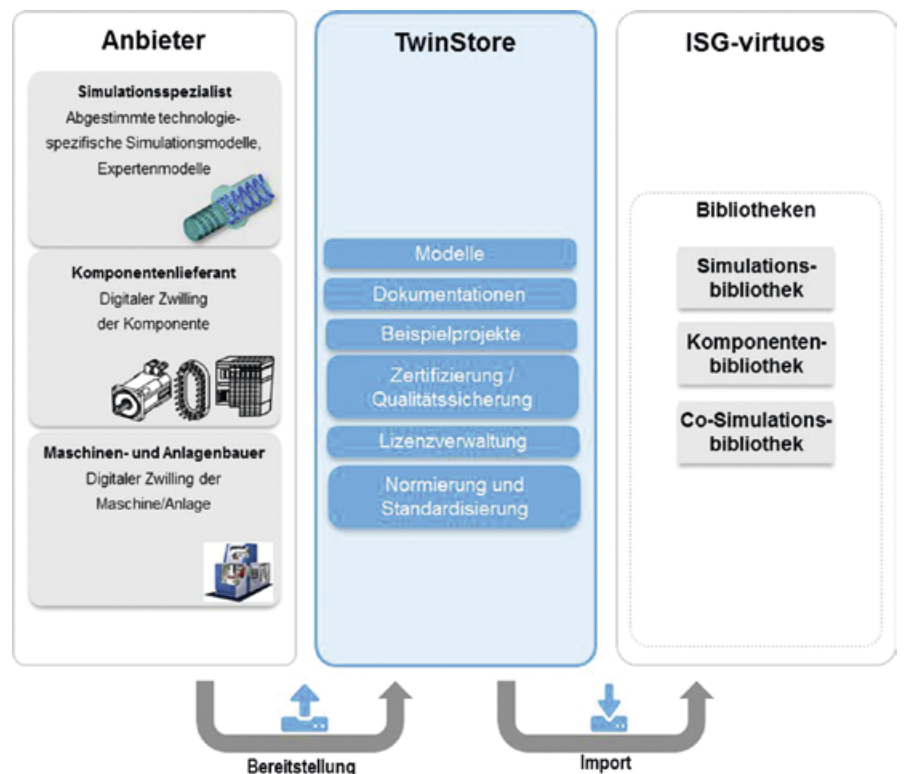 Anbieter
Simulationsspezialist
Abgestimmte technologie-
spezifische Simulationsmodelle,
Expertenmodelle
Komponentenlieferant
Digitaler Zwilling
der Komponente
Maschinen- und Anlagenbauer
Digitaler Zwilling der
Maschine/Anlage
TwinStore
Modelle
Dokumentationen
Beispielprojekte
Zertifizierung /
Qualitätssicherung
Lizenzverwaltung
Normierung und
Standardisierung
ISG-virtuos
Bibliotheken
Simulations-
bibliothek
Komponenten-
bibliothek
Co-Simulations-
bibliothek
Bereitstellung
Import